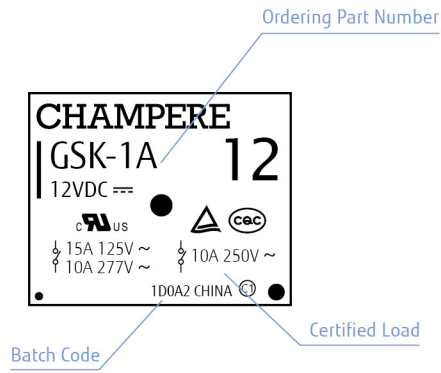 Ordering Part Number
CHAMPERE
GSK-1A 12
12VDC
c RU US CQC
15A 125V ~
10A 277V ~
10A 250V ~
1D0A2 CHINA C1
Certified Load
Batch Code